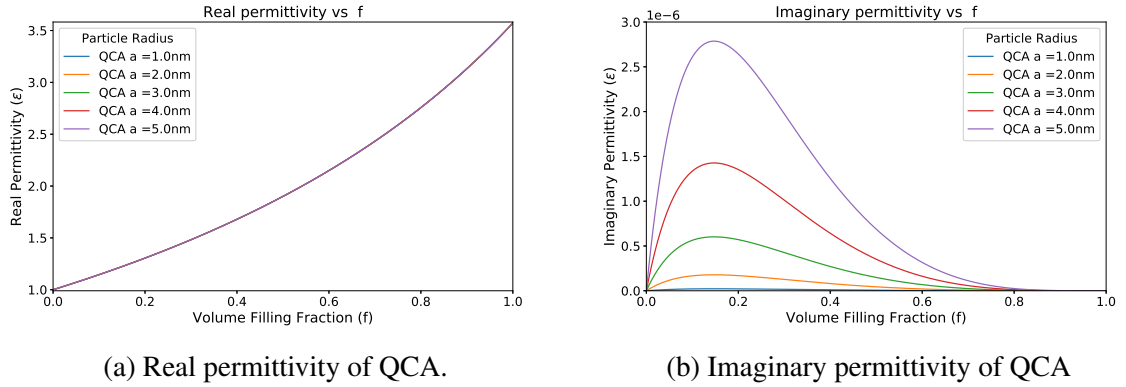 Real permittivity vs  f
Real Permittivity (ε)
3.5
3.0
2.5
2.0
1.5
1.0
Particle Radius
QCA a =1.0nm
QCA a =2.0nm
QCA a =3.0nm
QCA a =4.0nm
QCA a =5.0nm
0.0 0.2 0.4 0.6 0.8 1.0
Volume Filling Fraction (f)
(a) Real permittivity of QCA.
1e−6
Imaginary permittivity vs  f
Imaginary Permittivity (ε)
3.0
2.5
2.0
1.5
1.0
0.5
0.0
Particle Radius
QCA a =1.0nm
QCA a =2.0nm
QCA a =3.0nm
QCA a =4.0nm
QCA a =5.0nm
0.0 0.2 0.4 0.6 0.8 1.0
Volume Filling Fraction (f)
(b) Imaginary permittivity of QCA